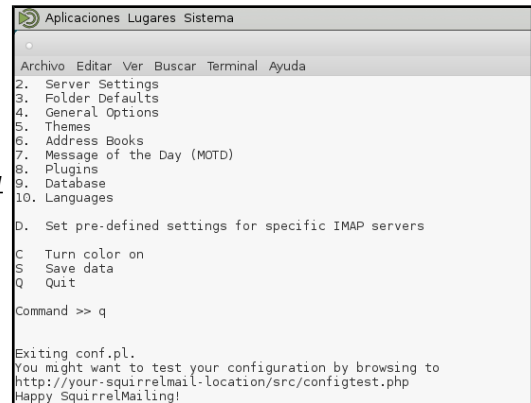 Aplicaciones Lugares Sistema
Archivo Editar Ver Buscar Terminal Ayuda
2. Server Settings
3. Folder Defaults
4. General Options
5. Themes
6. Address Books
7. Message of the Day (MOTD)
8. Plugins
9. Database
10. Languages
D. Set pre-defined settings for specific IMAP servers
C Turn color on
S Save data
Q Quit
Command >> q
Exiting conf.pl.
You might want to test your configuration by browsing to
http://your-squirrelmail-location/src/configtest.php
Happy SquirrelMailing!